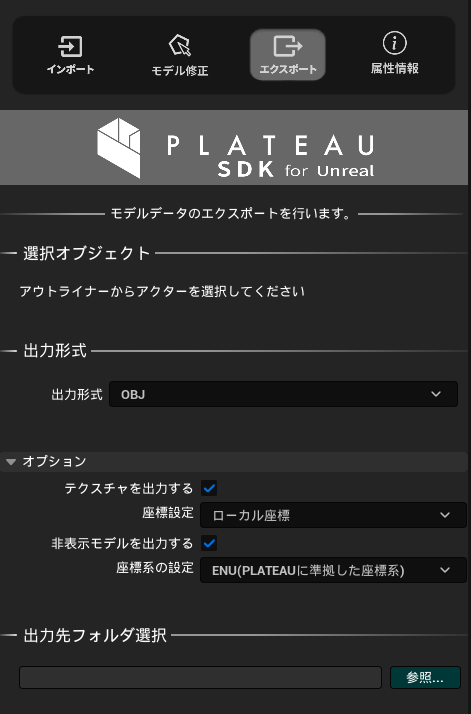 インポート
モデル修正
エクスポート
属性情報
PLATEAU
SDK for Unreal
モデルデータのエクスポートを行います。
選択オブジェクト
アウトライナーからアクターを選択してください
出力形式
出力形式 OBJ
オプション
テクスチャを出力する
座標設定 ローカル座標
非表示モデルを出力する
座標系の設定 ENU(PLATEAUに準拠した座標系)
出力先フォルダ選択
参照...